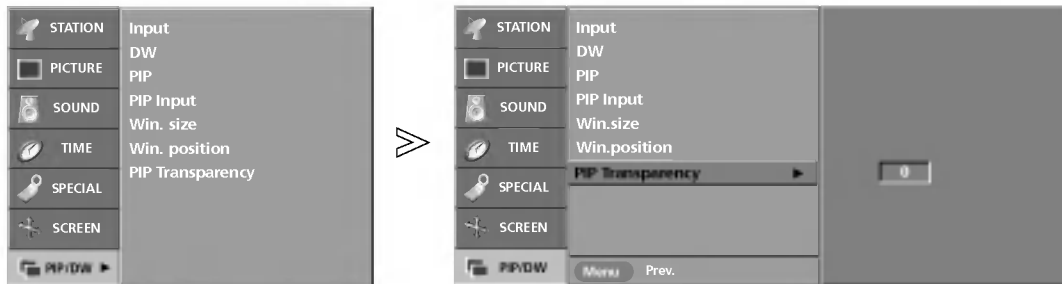 STATION
PICTURE
SOUND
TIME
SPECIAL
SCREEN
PIP/DW
Input
DW
PIP
PIP Input
Win. size
Win. position
PIP Transparency
STATION
PICTURE
SOUND
TIME
SPECIAL
SCREEN
PIP/DW
Input
DW
PIP
PIP Input
Win.size
Win.position
PIP Transparency
Menu Prev.
0